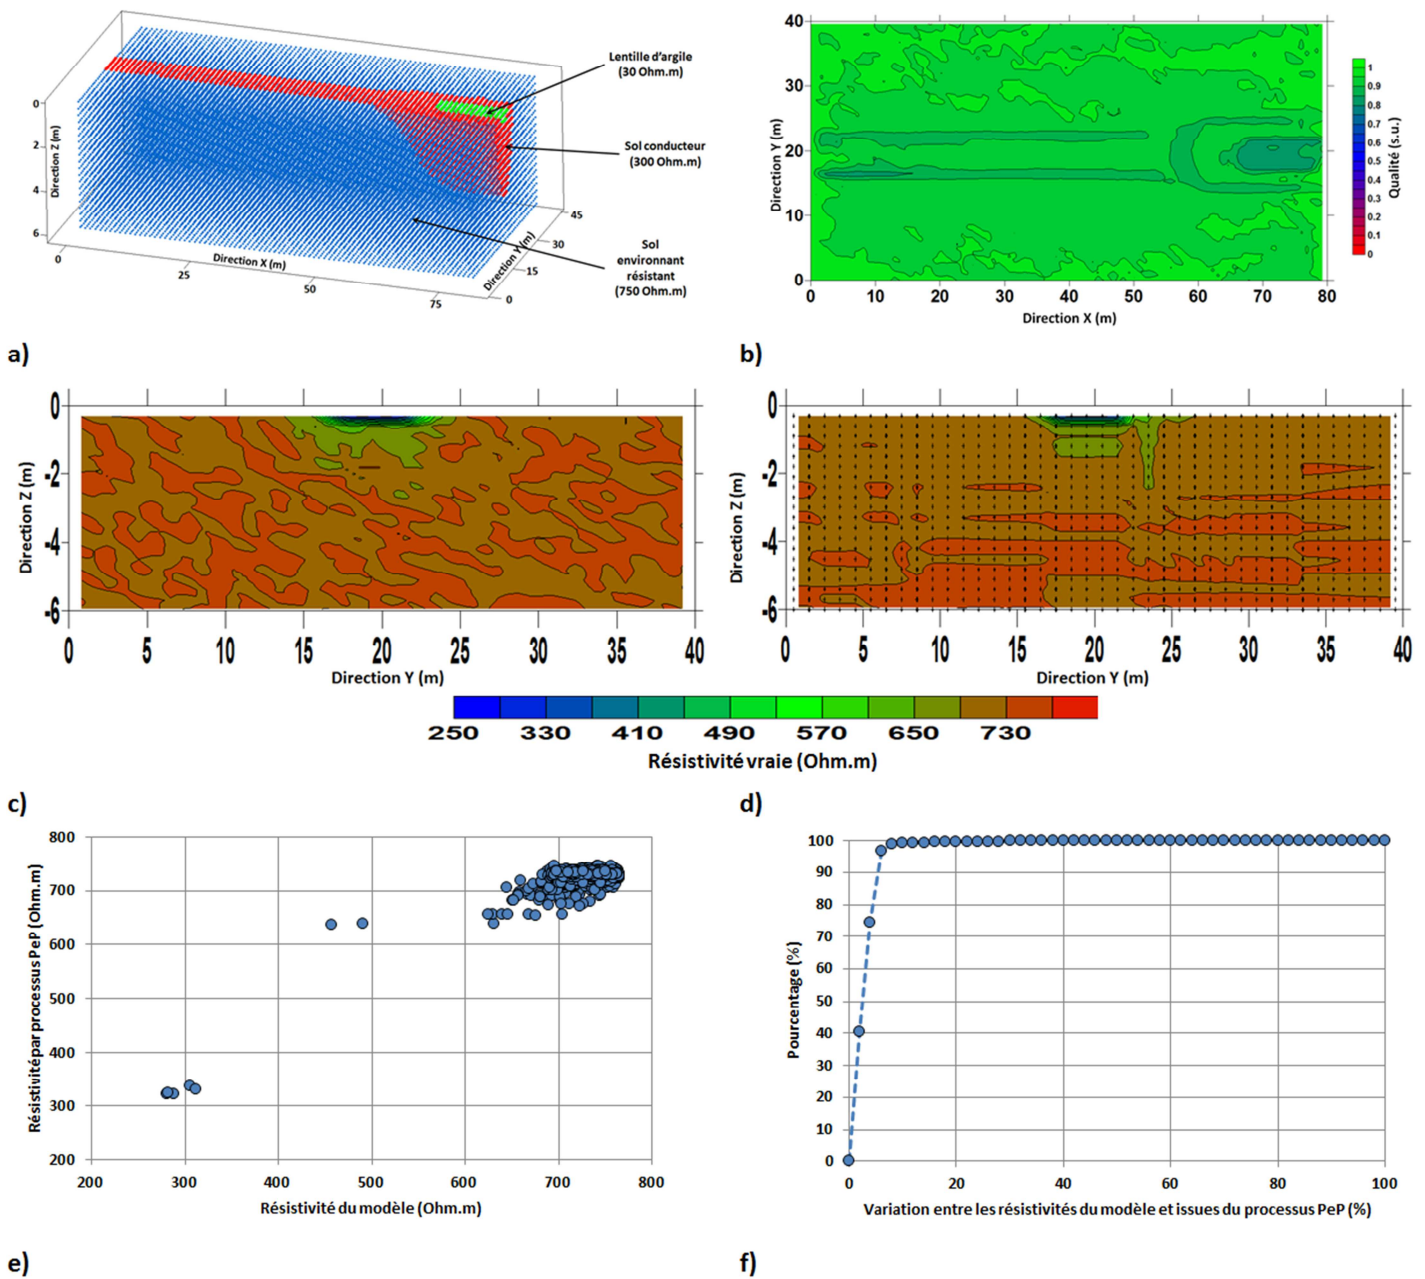 Lentille d'argile
(30 Ohm.m)
Sol conducteur
(300 Ohm.m)
Sol
environnant
résistant
(750 Ohm.m)
Direction Z (m)
0
2
4
6
Direction X (m)
0
25
50
75
Direction Y(m)
0
15
30
45
a)
Direction Y (m)
40
30
20
10
0
0 10 20 30 40 50 60 70 80
Direction X (m)
1
0.9
0.8
0.7
0.6
0.5
0.4
0.3
0.2
0.1
0
Qualité (s.u.)
b)
Direction Z (m)
0
-2
-4
-6
0 5 10 15 20 25 30 35 40
Direction Y (m)
Direction Z (m)
0
-2
-4
-6
0 5 10 15 20 25 30 35 40
Direction Y (m)
250 330 410 490 570 650 730
Résistivité vraie (Ohm.m)
c)
d)
Résistivité par processus PeP (Ohm.m)
800
700
600
500
400
300
200
200 300 400 500 600 700 800
Résistivité du modèle (Ohm.m)
Pourcentage (%)
100
90
80
70
60
50
40
30
20
10
0
0 20 40 60 80 100
Variation entre les résistivités du modèle et issues du processus PeP (%)
e)
f)